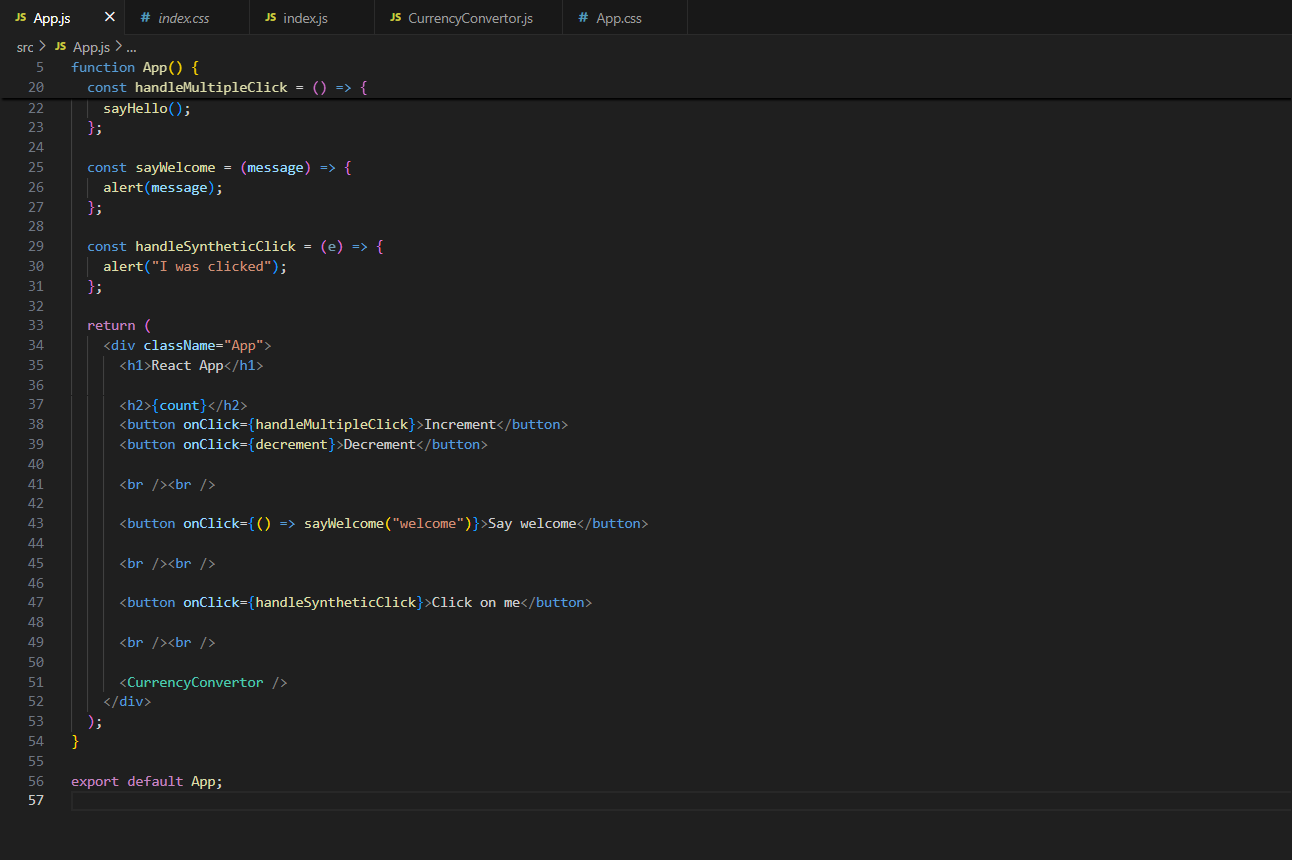 JS App.js × # index.css JS index.js JS CurrencyConvertor.js # App.css
src > JS App.js > ...
5 function App() {
20 const handleMultipleClick = () => {
22 sayHello();
23 };
24
25 const sayWelcome = (message) => {
26 alert(message);
27 };
28
29 const handleSyntheticClick = (e) => {
30 alert("I was clicked");
31 };
32
33 return (
34 <div className="App">
35 <h1>React App</h1>
36
37 <h2>{count}</h2>
38 <button onClick={handleMultipleClick}>Increment</button>
39 <button onClick={decrement}>Decrement</button>
40
41 <br /><br />
42
43 <button onClick={() => sayWelcome("welcome")}>Say welcome</button>
44
45 <br /><br />
46
47 <button onClick={handleSyntheticClick}>Click on me</button>
48
49 <br /><br />
50
51 <CurrencyConvertor />
52 </div>
53 );
54 }
55
56 export default App;
57